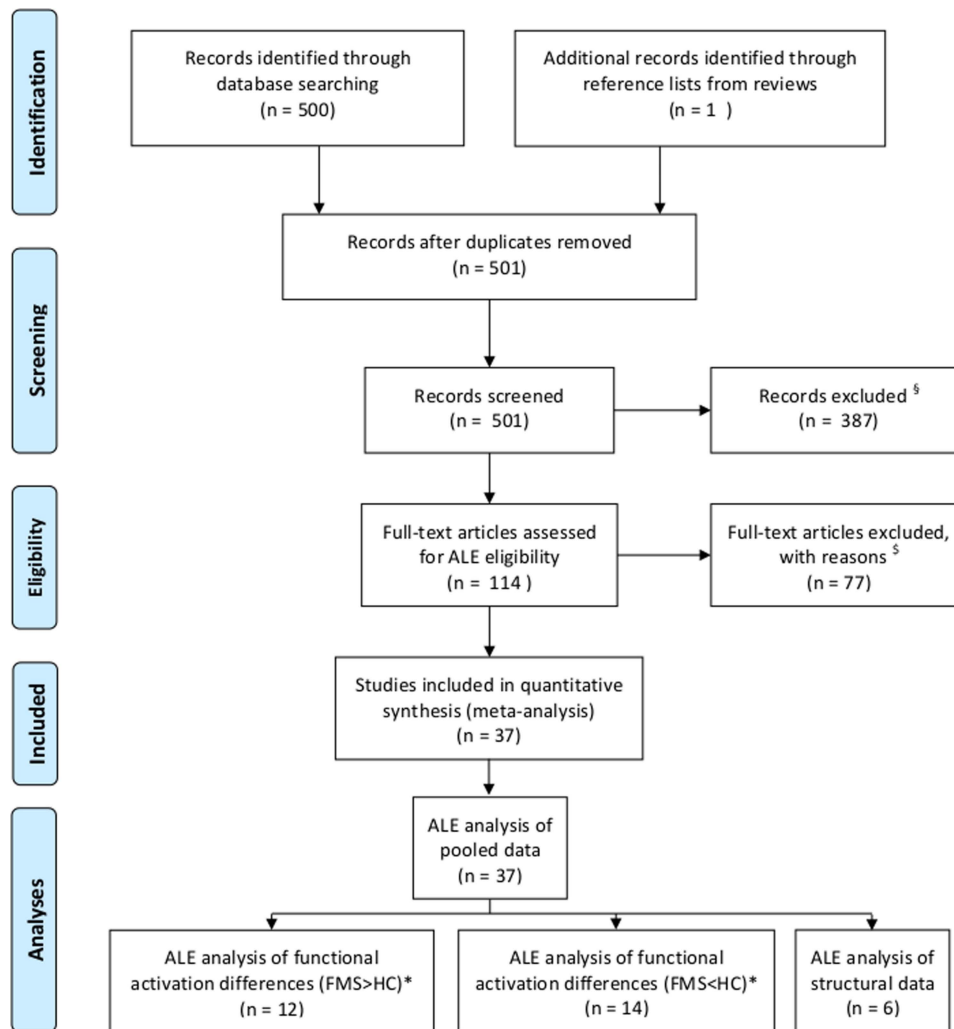 Identification
Records identified through
database searching
(n = 500)
Additional records identified through
reference lists from reviews
(n = 1 )
Records after duplicates removed
(n = 501)
Screening
Records screened
(n = 501)
Records excluded §
(n = 387)
Eligibility
Full-text articles assessed
for ALE eligibility
(n = 114 )
Full-text articles excluded,
with reasons $
(n = 77)
Included
Studies included in quantitative
synthesis (meta-analysis)
(n = 37)
Analyses
ALE analysis of
pooled data
(n = 37)
ALE analysis of functional
activation differences (FMS>HC)*
(n = 12)
ALE analysis of functional
activation differences (FMS<HC)*
(n = 14)
ALE analysis of
structural data
(n = 6)